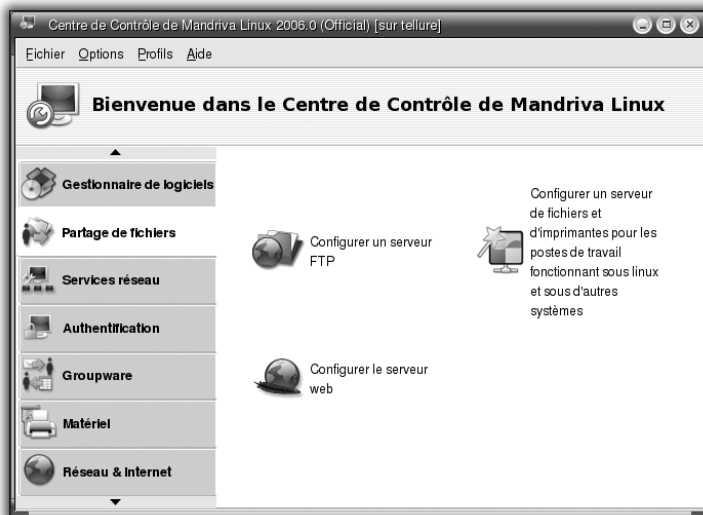 Centre de Contrôle de Mandriva Linux 2006.0 (Official) [sur tellure]
Fichier Options Profils Aide
Bienvenue dans le Centre de Contrôle de Mandriva Linux
Gestionnaire de logiciels
Partage de fichiers
Services réseau
Authentification
Groupware
Matériel
Réseau & Internet
Configurer un serveur
FTP
Configurer un serveur
de fichiers et
d'imprimantes pour les
postes de travail
fonctionnant sous linux
et sous d'autres
systèmes
Configurer le serveur
web